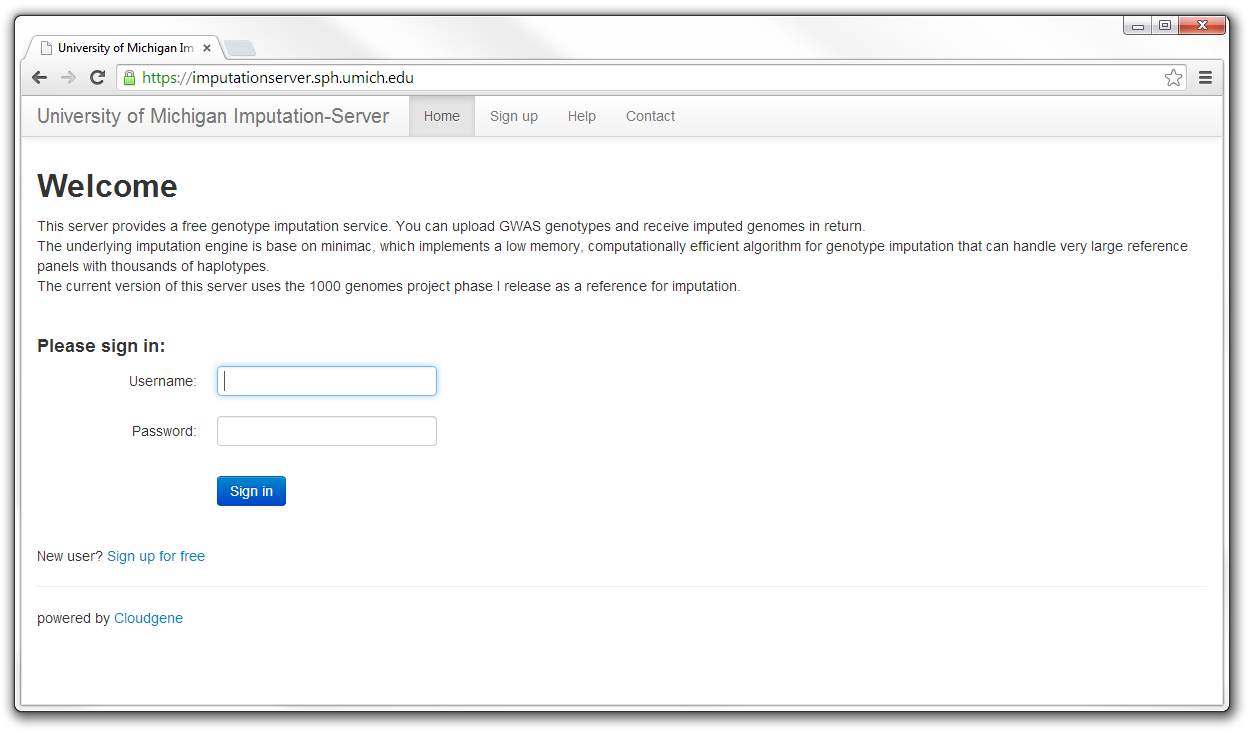 University of Michigan Im
https://imputationserver.sph.umich.edu
University of Michigan Imputation-Server Home Sign up Help Contact
Welcome
This server provides a free genotype imputation service. You can upload GWAS genotypes and receive imputed genomes in return.
The underlying imputation engine is base on minimac, which implements a low memory, computationally efficient algorithm for genotype imputation that can handle very large reference
panels with thousands of haplotypes.
The current version of this server uses the 1000 genomes project phase I release as a reference for imputation.
Please sign in:
Username:
Password:
Sign in
New user? Sign up for free
powered by Cloudgene